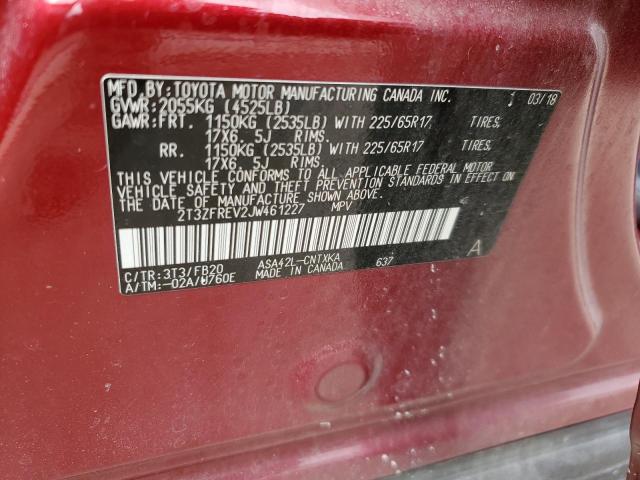 MFD.BY:TOYOTA MOTOR MANUFACTURING CANADA INC. 03/18
GVWR:2055KG (4525LB)
GAWR:FRT. 1150KG (2535LB) WITH 225/65R17 TIRES,
17X6.5J RIMS.
RR. 1150KG (2535LB) WITH 225/65R17 TIRES,
17X6.5J RIMS.
THIS VEHICLE CONFORMS TO ALL APPLICABLE FEDERAL MOTOR
VEHICLE SAFETY AND BUMPER STANDARDS IN EFFECT ON
THE DATE OF MANUFACTURE SHOWN ABOVE.
2T3ZFREV2JW461227 MPV
A
C/TR:3T3/FB20 ASA42L-CNTXKA 637
A/TM:-02A/U760E MADE IN CANADA